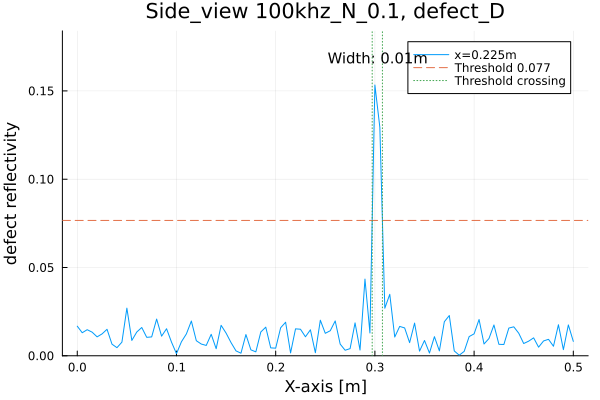 Side_view 100khz_N_0.1, defect_D
Width: 0.01m
x=0.225m
Threshold 0.077
Threshold crossing
defect reflectivity
0.15
0.10
0.05
0.00
0.0 0.1 0.2 0.3 0.4 0.5
X-axis [m]